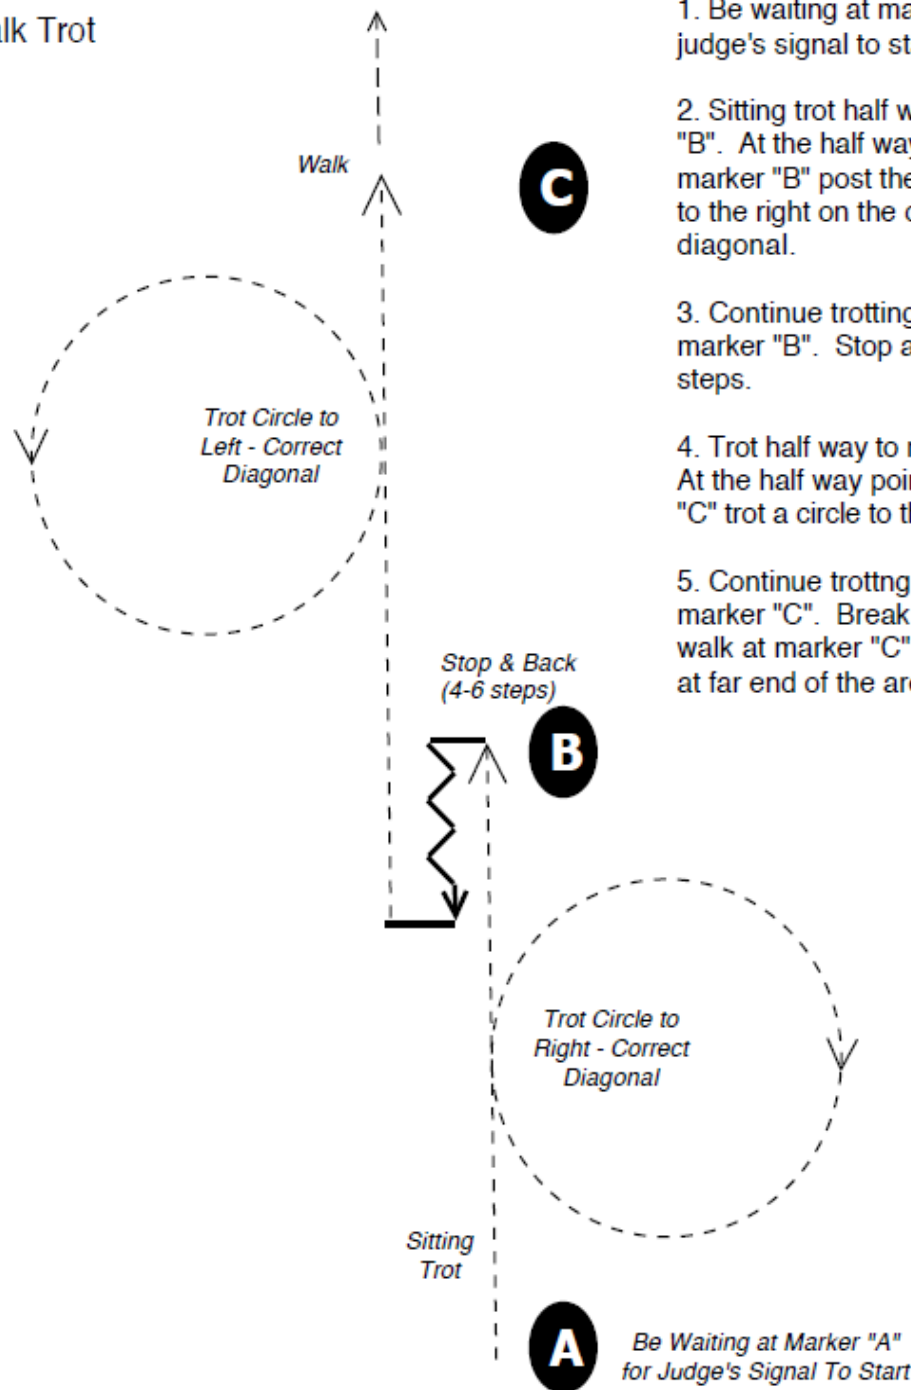 lk Trot
1. Be waiting at ma
judge's signal to st
2. Sitting trot half w
"B". At the half way
marker "B" post the
to the right on the c
diagonal.
3. Continue trotting
marker "B". Stop a
steps.
4. Trot half way to r
At the half way poin
"C" trot a circle to th
5. Continue trottng
marker "C". Break
walk at marker "C"
at far end of the are
Walk
C
Trot Circle to
Left - Correct
Diagonal
Stop & Back
(4-6 steps)
B
Trot Circle to
Right - Correct
Diagonal
Sitting
Trot
A
Be Waiting at Marker "A"
for Judge's Signal To Start